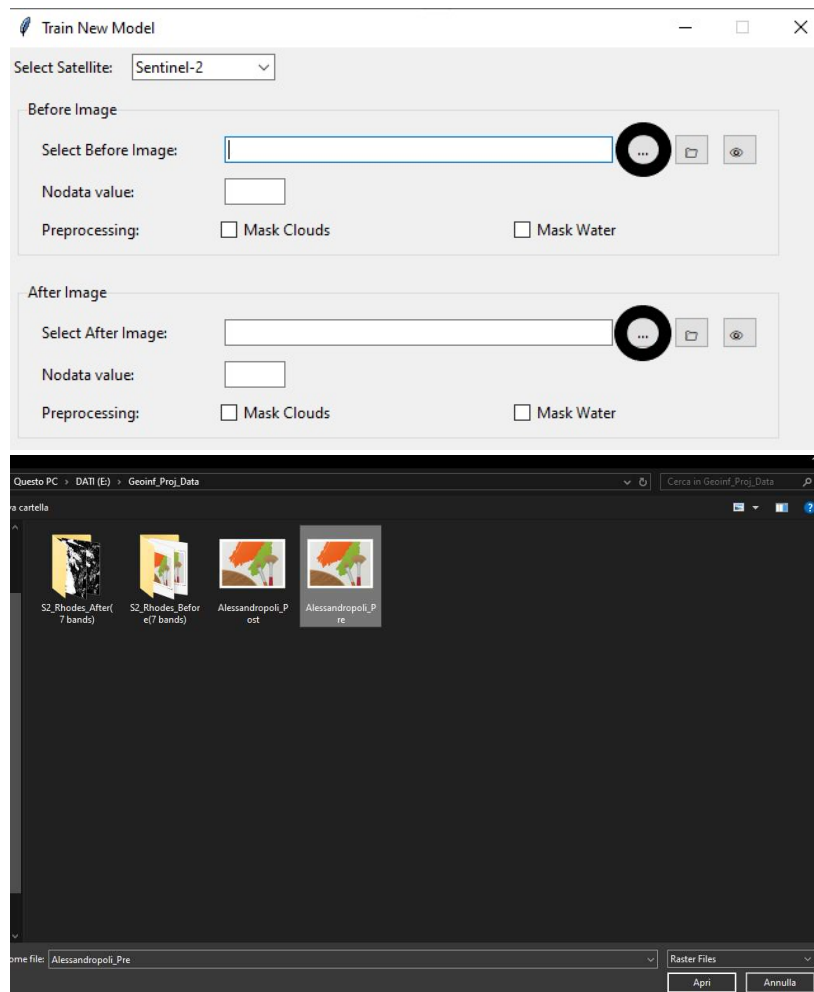 Train New Model
Select Satellite: Sentinel-2
Before Image
Select Before Image: ...
Nodata value:
Preprocessing: Mask Clouds Mask Water
After Image
Select After Image: ...
Nodata value:
Preprocessing: Mask Clouds Mask Water
Questo PC > DATI (E:) > Geoinf_Proj_Data Cerca in Geoinf_Proj_Data
va cartella
S2_Rhodes_After( S2_Rhodes_Befor Alessandropoli_P Alessandropoli_P
7 bands) e(7 bands) ost re
ome file: Alessandropoli_Pre Raster Files
Apri Annulla